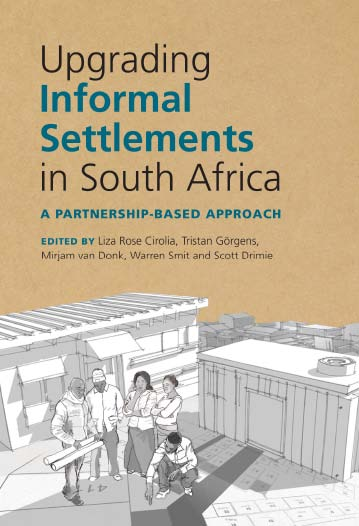 Upgrading
Informal
Settlements
in South Africa
A PARTNERSHIP-BASED APPROACH
EDITED BY Liza Rose Cirolia, Tristan Görgens,
Mirjam van Donk, Warren Smit and Scott Drimie